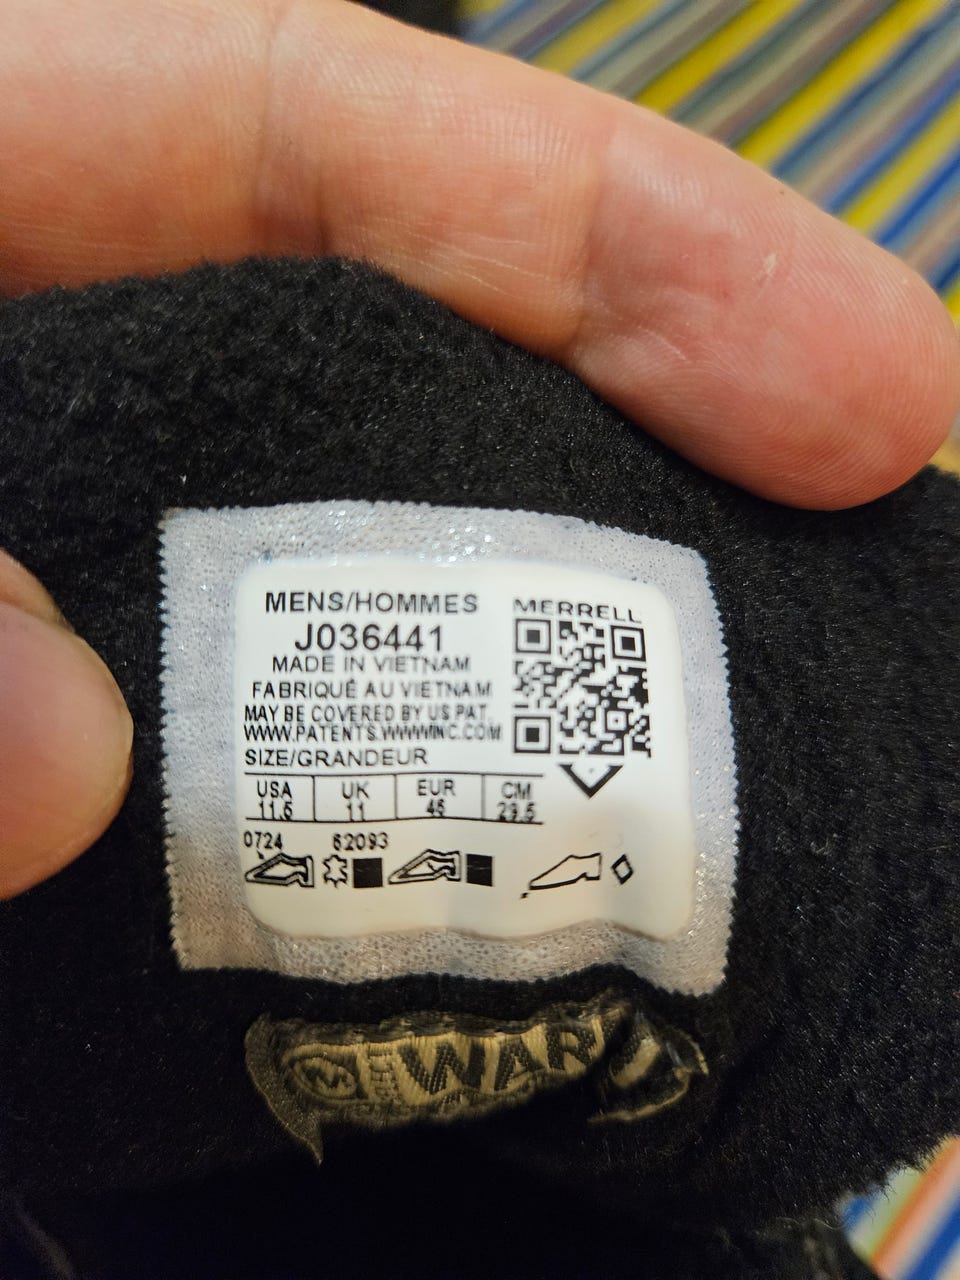 MENS/HOMMES
J036441
MADE IN VIETNAM
FABRIQUÉ AU VIETNAM
MAY BE COVERED BY US PAT.
WWW.PATENTS.WWWINC.COM
SIZE/GRANDEUR
USA UK EUR CM
11.5 11 46 29.5
0724 62093
MERRELL
M WARM